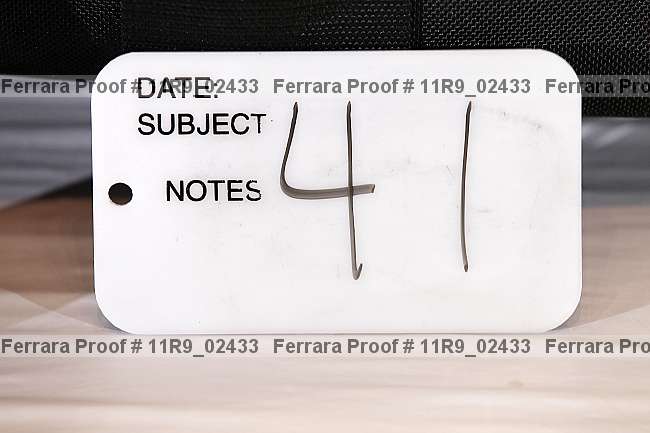 DATE:
Ferrara Proof # 11R9_02433 Ferrara Proof # 11R9_02433 Ferrara Pro
SUBJECT
41
NOTES
Ferrara Proof # 11R9_02433 Ferrara Proof # 11R9_02433 Ferrara Pro